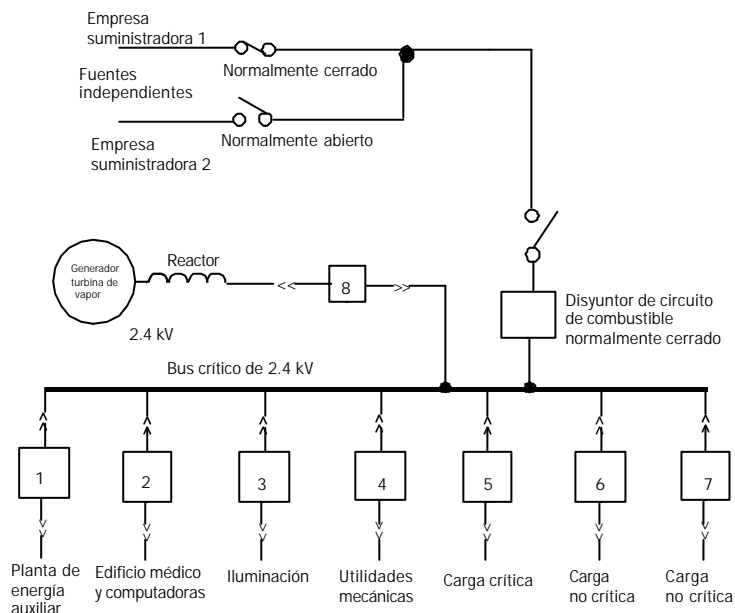 Empresa
suministradora 1
Normalmente cerrado
Fuentes
independientes
Normalmente abierto
Empresa
suministradora 2
Generador
turbina de
vapor
Reactor
<<
8
>>
2.4 kV
Disyuntor de circuito
de combustible
normalmente cerrado
Bus crítico de 2.4 kV
1
2
3
4
5
6
7
Planta de
energía
auxiliar
Edificio médico
y computadoras
Iluminación
Utilidades
mecánicas
Carga crítica
Carga
no crítica
Carga
no crítica